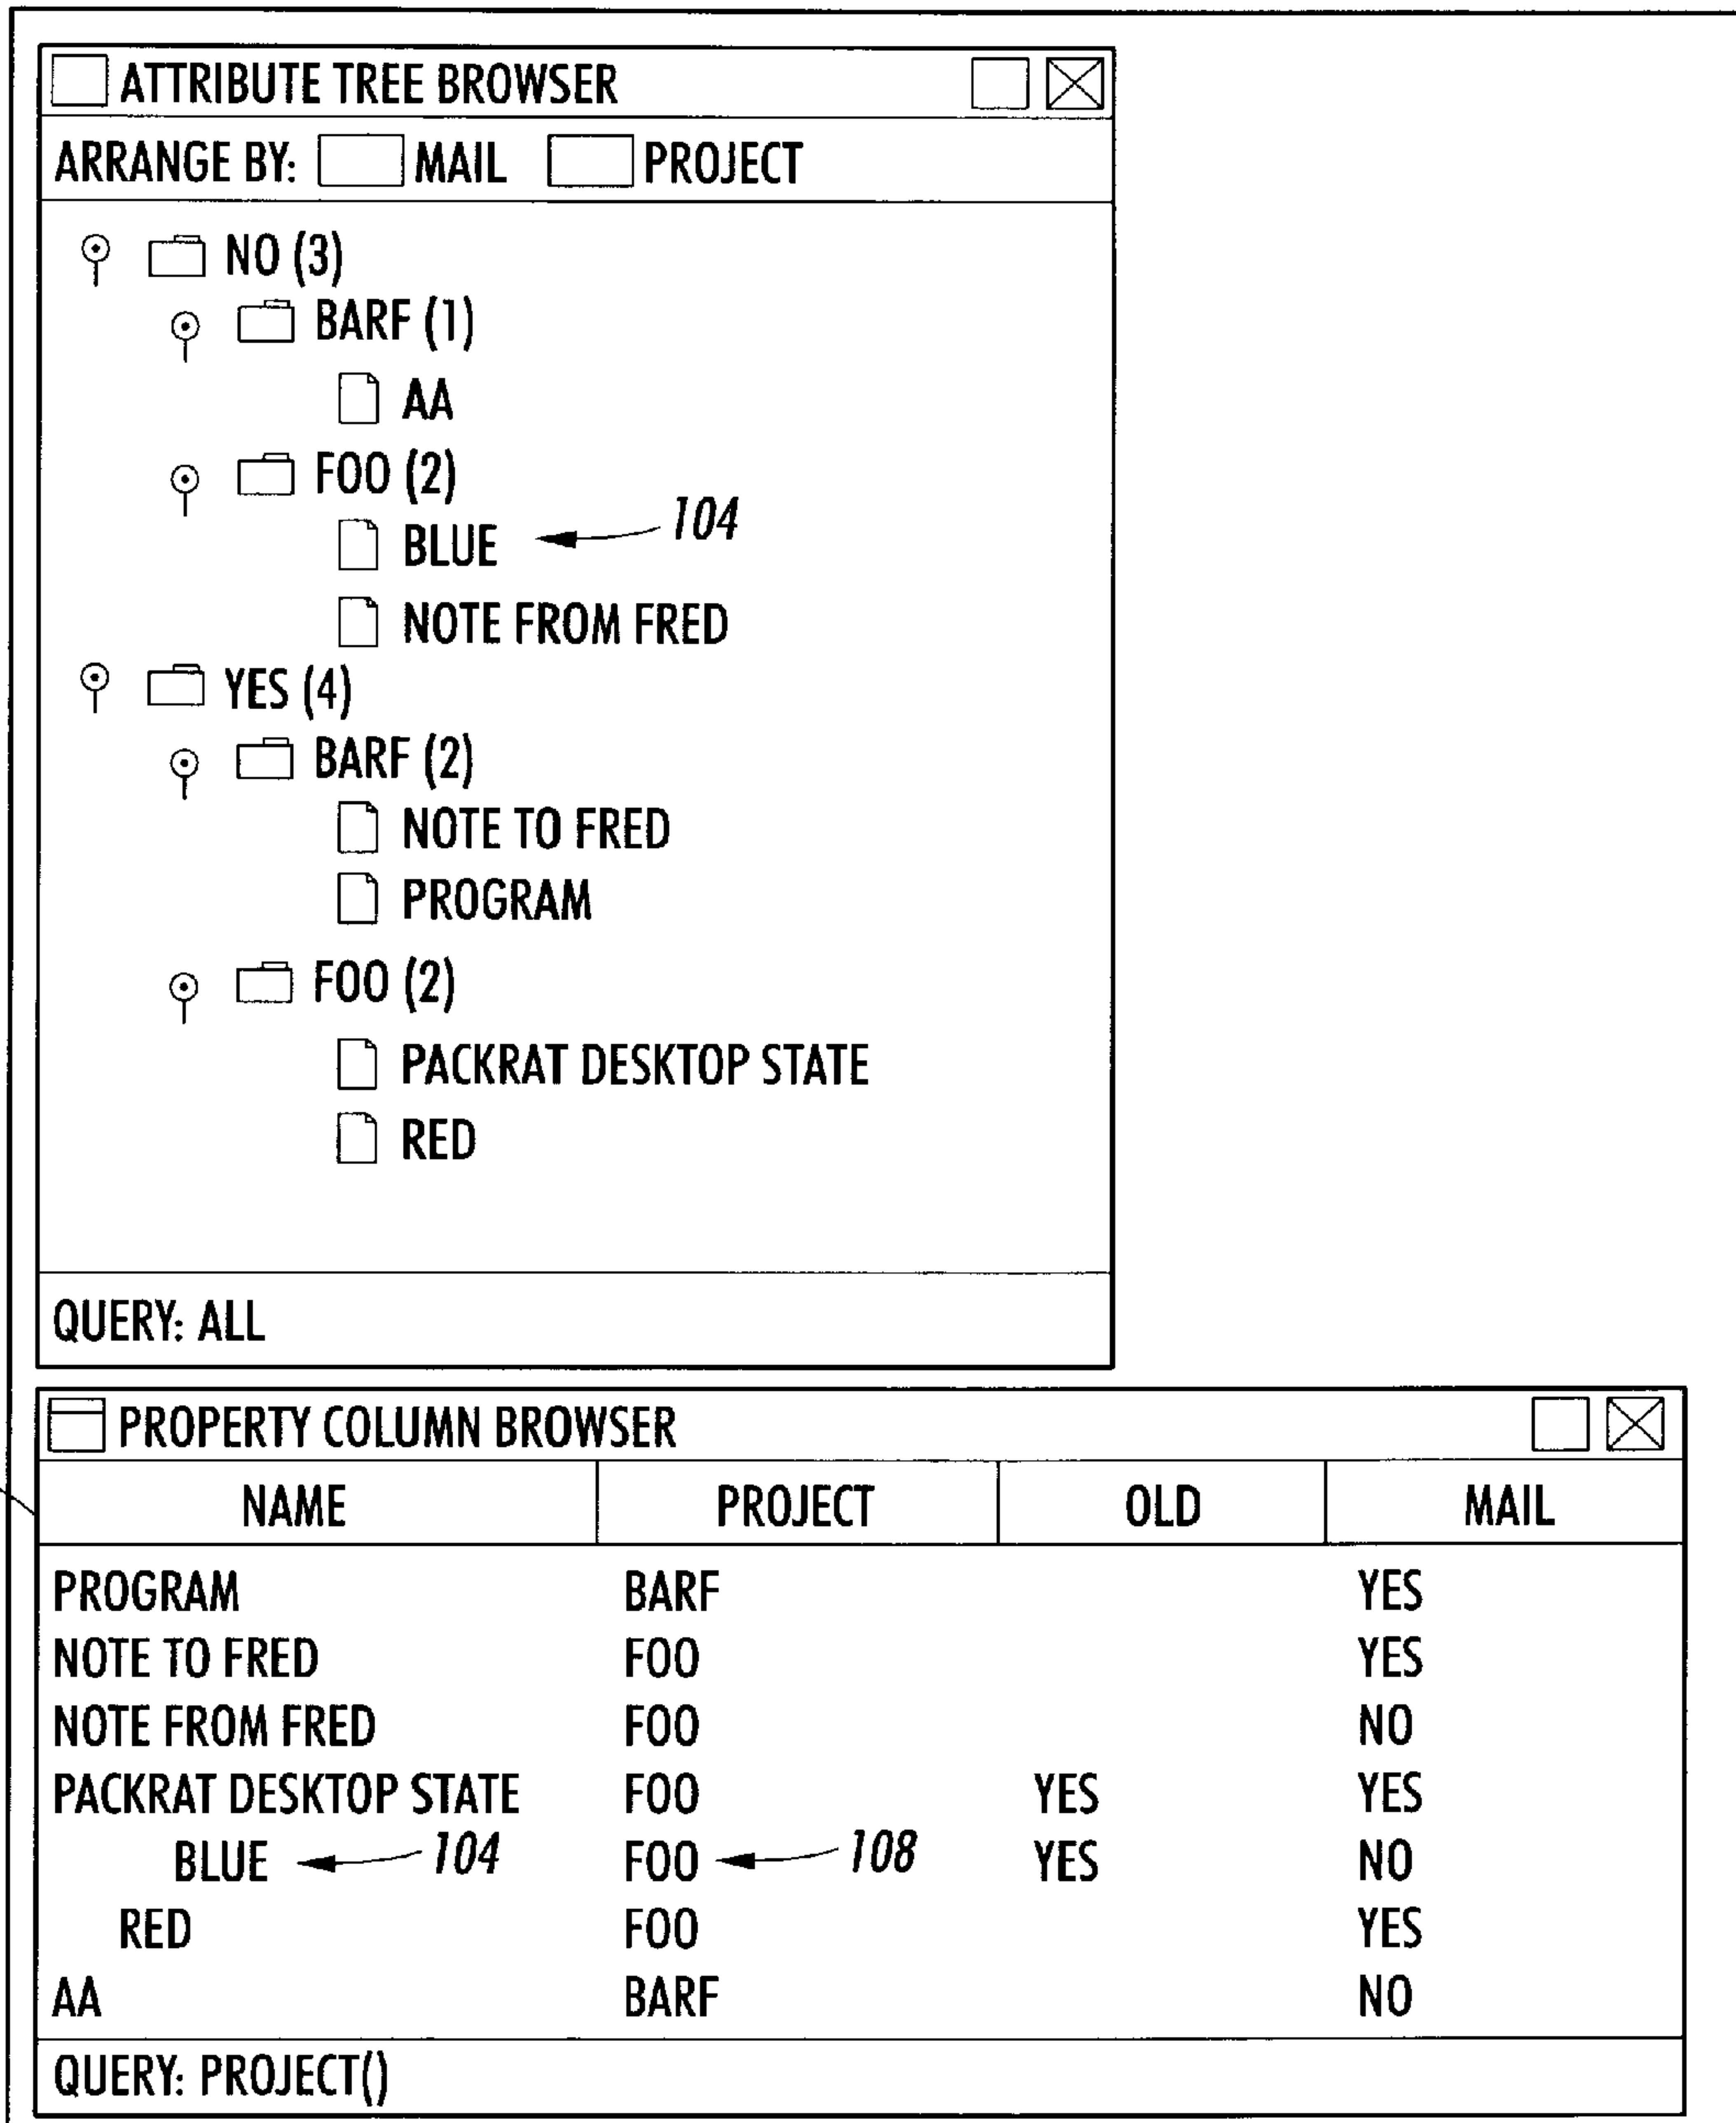 ATTRIBUTE TREE BROWSER
ARRANGE BY: MAIL PROJECT
NO (3)
BARF (1)
AA
FOO (2)
BLUE 104
NOTE FROM FRED
YES (4)
BARF (2)
NOTE TO FRED
PROGRAM
FOO (2)
PACKRAT DESKTOP STATE
RED
QUERY: ALL
PROPERTY COLUMN BROWSER
NAME PROJECT OLD MAIL
PROGRAM BARF YES
NOTE TO FRED FOO YES
NOTE FROM FRED FOO NO
PACKRAT DESKTOP STATE FOO YES YES
BLUE 104 FOO 108 YES NO
RED FOO YES
AA BARF NO
QUERY: PROJECT()